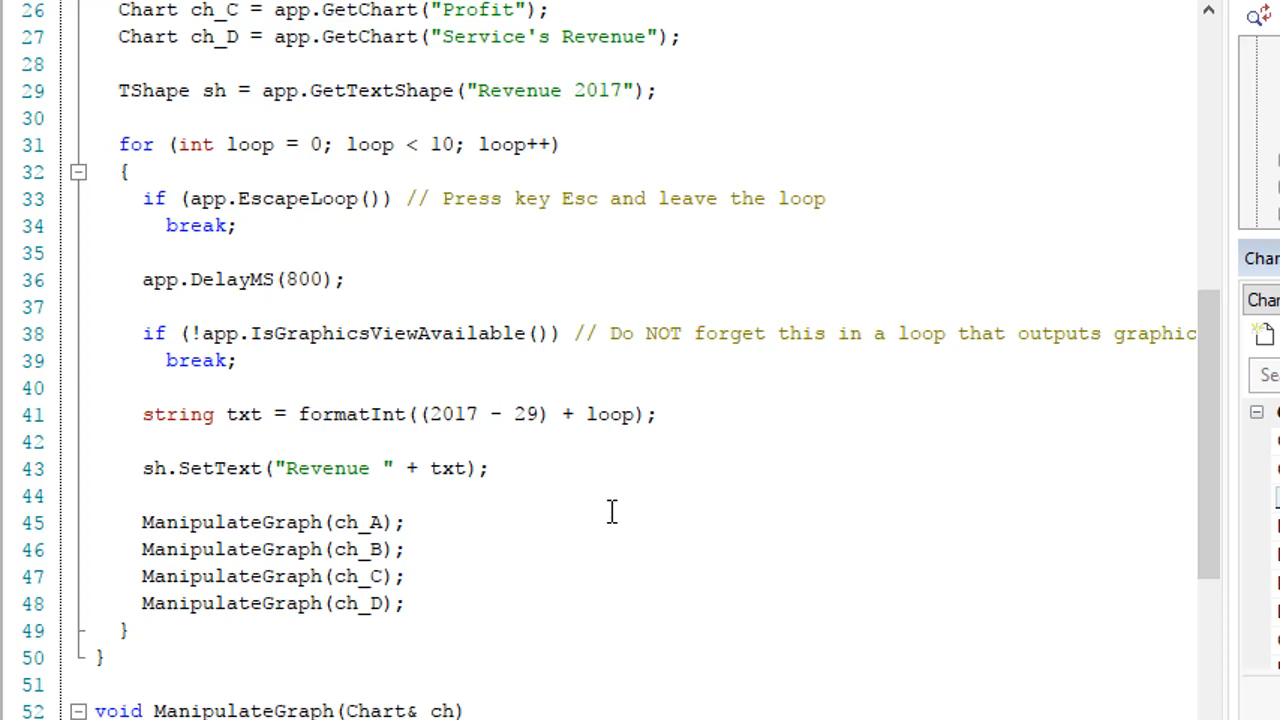 26 Chart ch_C = app.GetChart("Profit");
27 Chart ch_D = app.GetChart("Service's Revenue");
28
29 TShape sh = app.GetTextShape("Revenue 2017");
30
31 for (int loop = 0; loop < 10; loop++)
32 {
33 if (app.EscapeLoop()) // Press key Esc and leave the loop
34 break;
35
36 app.DelayMS(800);
37
38 if (!app.IsGraphicsViewAvailable()) // Do NOT forget this in a loop that outputs graphic
39 break;
40
41 string txt = formatInt((2017 - 29) + loop);
42
43 sh.SetText("Revenue " + txt);
44
45 ManipulateGraph(ch_A);
46 ManipulateGraph(ch_B);
47 ManipulateGraph(ch_C);
48 ManipulateGraph(ch_D);
49 }
50 }
51
52 void ManipulateGraph(Chart& ch)
Char
Char
Se